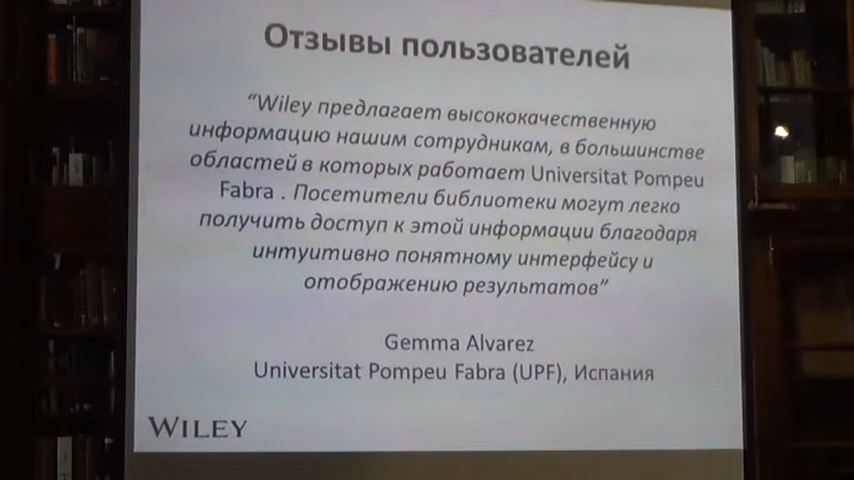 Отзывы пользователей
“Wiley предлагает высококачественную
информацию нашим сотрудникам, в большинстве
областей в которых работает Universitat Pompeu
Fabra . Посетители библиотеки могут легко
получить доступ к этой информации благодаря
интуитивно понятному интерфейсу и
отображению результатов”
Gemma Alvarez
Universitat Pompeu Fabra (UPF), Испания
WILEY